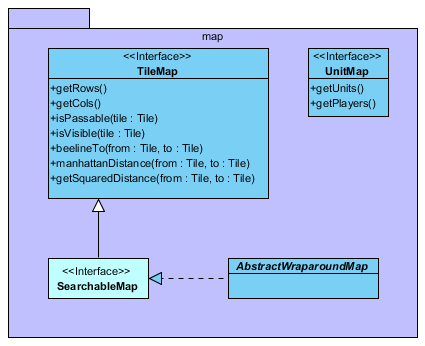 map
<<Interface>>
TileMap
+getRows()
+getCols()
+isPassable(tile : Tile)
+isVisible(tile : Tile)
+beelineTo(from : Tile, to : Tile)
+manhattanDistance(from : Tile, to : Tile)
+getSquaredDistance(from : Tile, to : Tile)
<<Interface>>
UnitMap
+getUnits()
+getPlayers()
<<Interface>>
SearchableMap
AbstractWraparoundMap